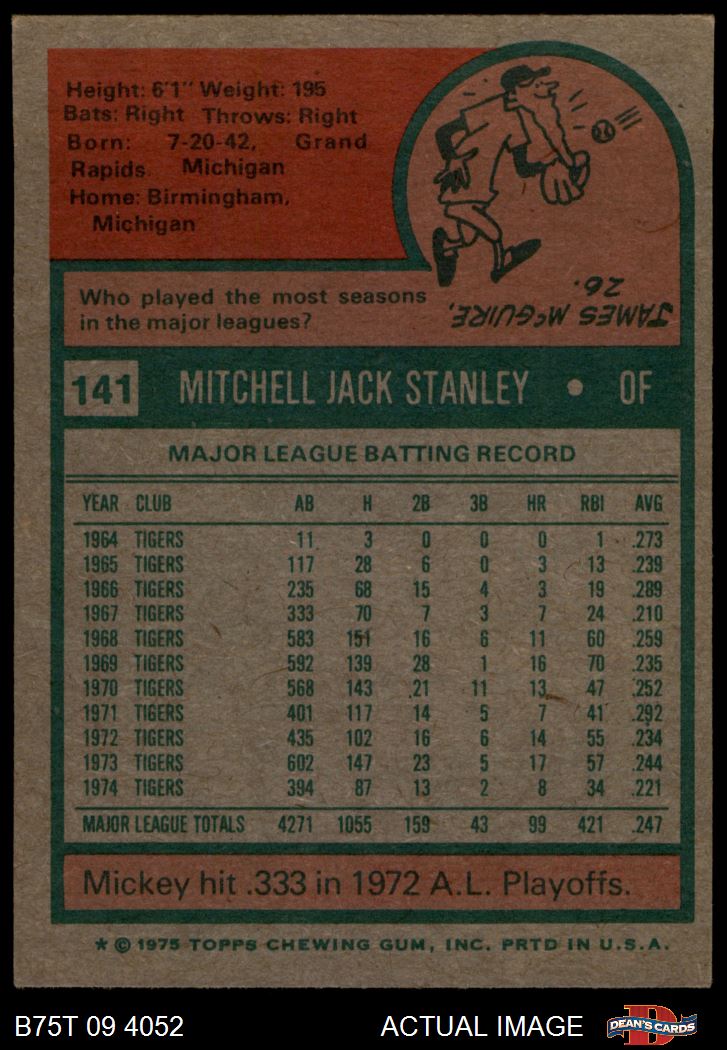 Height: 6'1" Weight: 195
Bats: Right Throws: Right
Born: 7-20-42, Grand
Rapids Michigan
Home: Birmingham,
Michigan
Who played the most seasons
in the major leagues?
JAMES McGUIRE,
26.
141 MITCHELL JACK STANLEY • OF
MAJOR LEAGUE BATTING RECORD
YEAR CLUB AB H 2B 3B HR RBI AVG
1964 TIGERS 11 3 0 0 0 1 .273
1965 TIGERS 117 28 6 0 3 13 .239
1966 TIGERS 235 68 15 4 3 19 .289
1967 TIGERS 333 70 7 3 7 24 .210
1968 TIGERS 583 151 16 6 11 60 .259
1969 TIGERS 592 139 28 1 16 70 .235
1970 TIGERS 568 143 21 11 13 47 .252
1971 TIGERS 401 117 14 5 7 41 .292
1972 TIGERS 435 102 16 6 14 55 .234
1973 TIGERS 602 147 23 5 17 57 .244
1974 TIGERS 394 87 13 2 8 34 .221
MAJOR LEAGUE TOTALS 4271 1055 159 43 99 421 .247
Mickey hit .333 in 1972 A.L. Playoffs.
* © 1975 TOPPS CHEWING GUM, INC. PRTD IN U.S.A.
B75T 09 4052 ACTUAL IMAGE DEAN'S CARDS